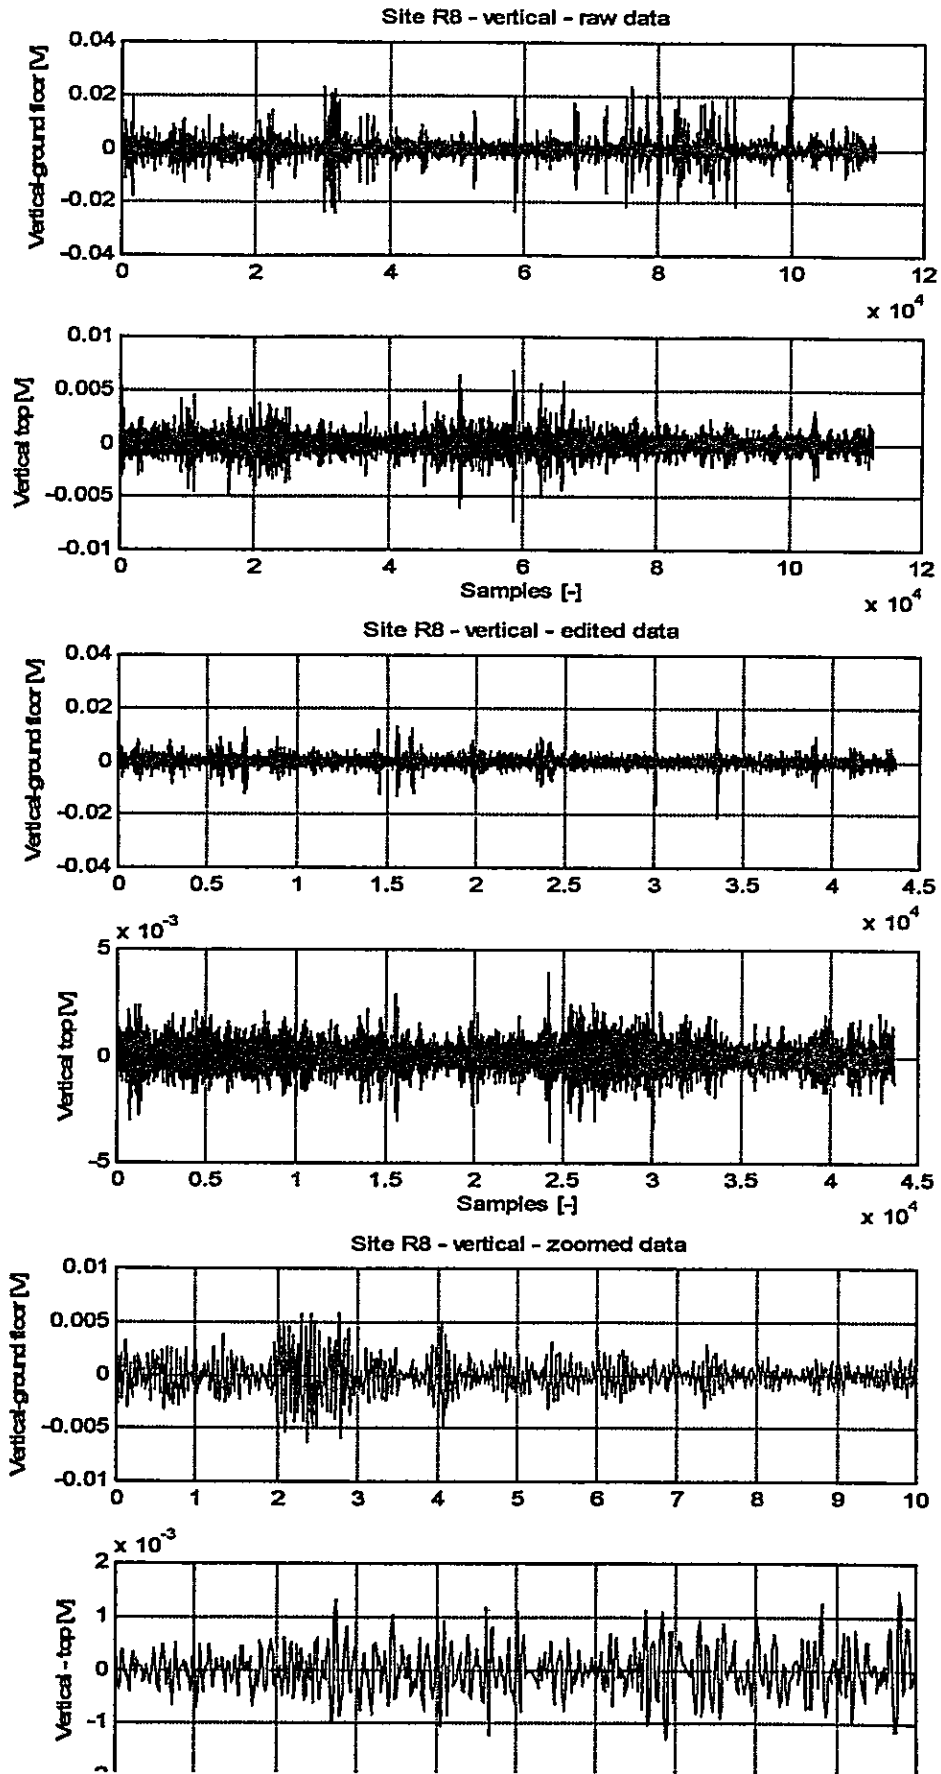 Site R8 - vertical - raw data
Vertical-ground floor [V]
0.04
0.02
0
-0.02
-0.04
0 2 4 6 8 10 12
x 10^4
Vertical top [V]
0.01
0.005
0
-0.005
-0.01
0 2 4 6 8 10 12
Samples [-]
x 10^4
Site R8 - vertical - edited data
Vertical-ground floor [V]
0.04
0.02
0
-0.02
-0.04
0 0.5 1 1.5 2 2.5 3 3.5 4 4.5
x 10^4
x 10^-3
Vertical top [V]
5
0
-5
0 0.5 1 1.5 2 2.5 3 3.5 4 4.5
Samples [-]
x 10^4
Site R8 - vertical - zoomed data
Vertical-ground floor [V]
0.01
0.005
0
-0.005
-0.01
0 1 2 3 4 5 6 7 8 9 10
x 10^-3
Vertical - top [V]
2
1
0
-1